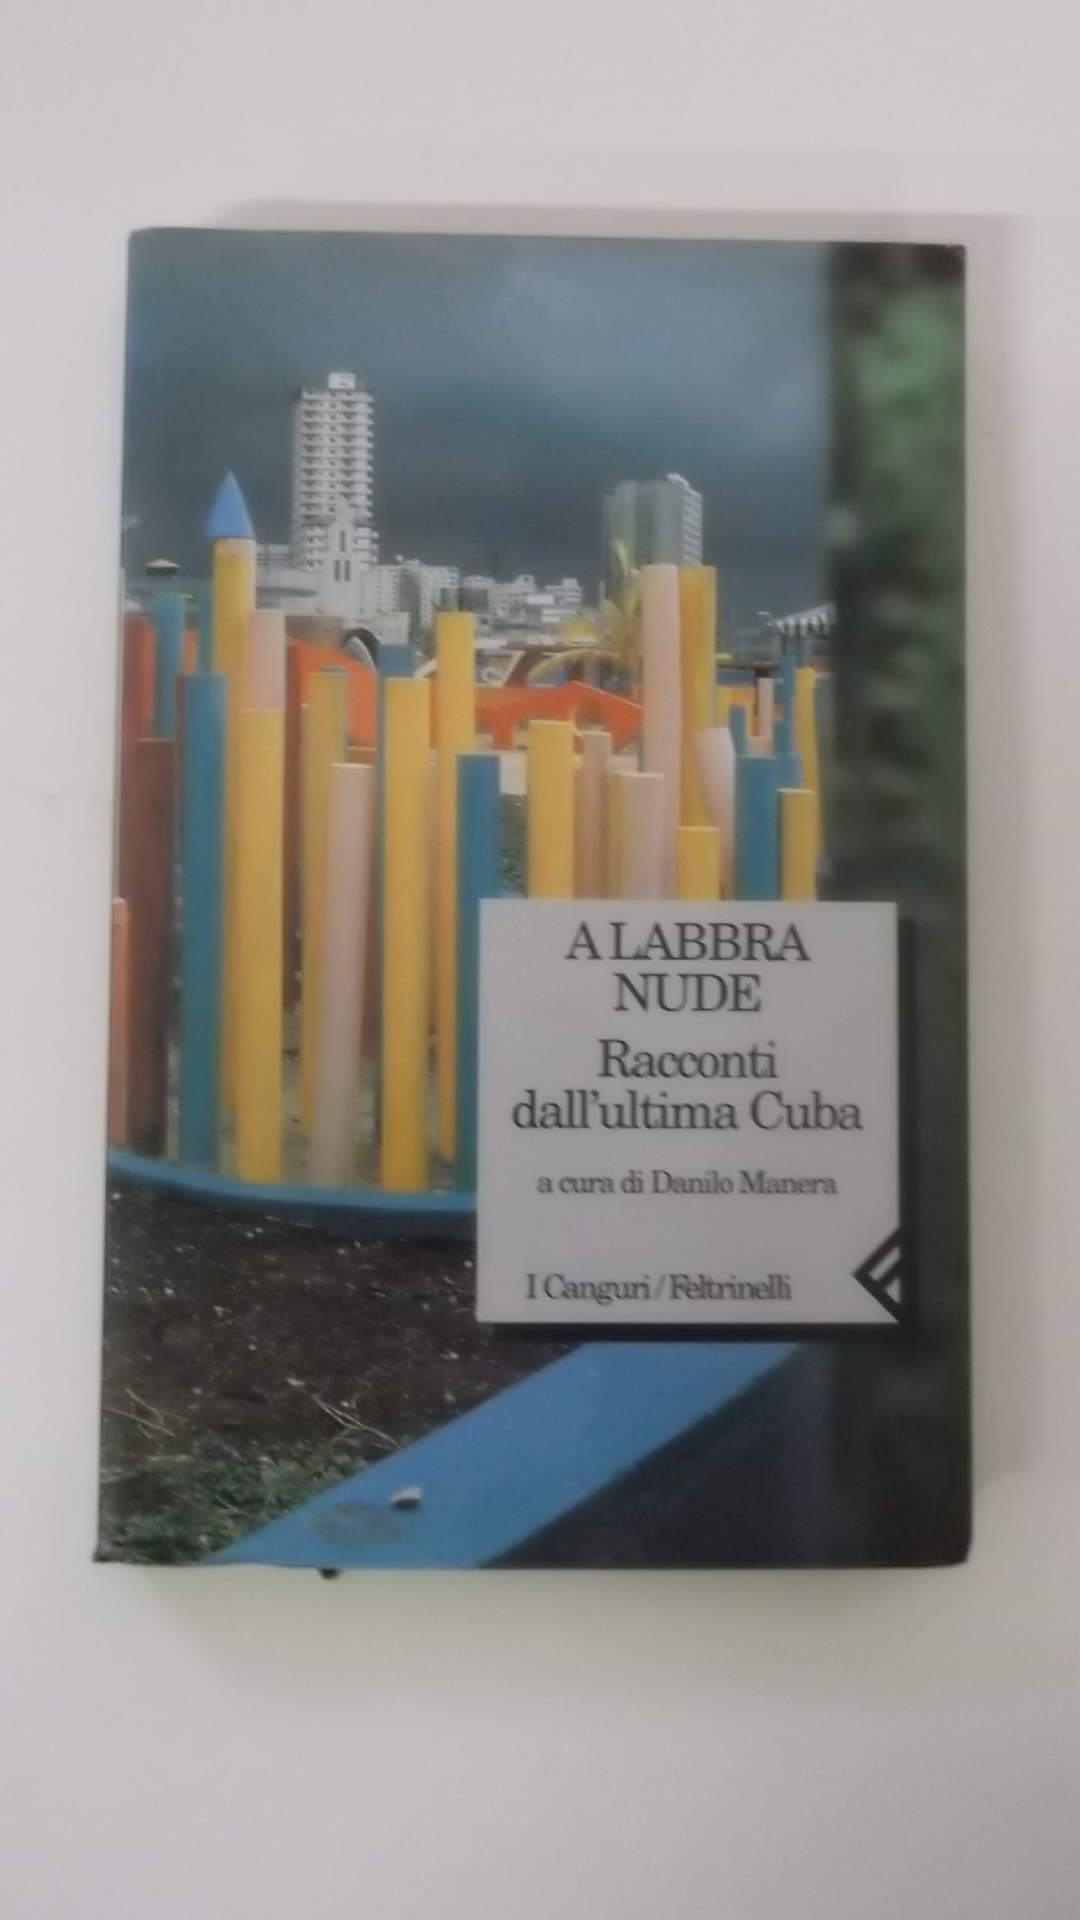 A LABBRA
NUDE
Racconti
dall'ultima Cuba
a cura di Danilo Manera
I Canguri/Feltrinelli